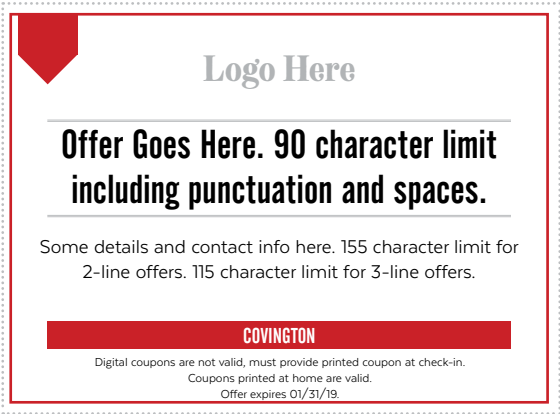 Logo Here
Offer Goes Here. 90 character limit
including punctuation and spaces.
Some details and contact info here. 155 character limit for
2-line offers. 115 character limit for 3-line offers.
COVINGTON
Digital coupons are not valid, must provide printed coupon at check-in.
Coupons printed at home are valid.
Offer expires 01/31/19.